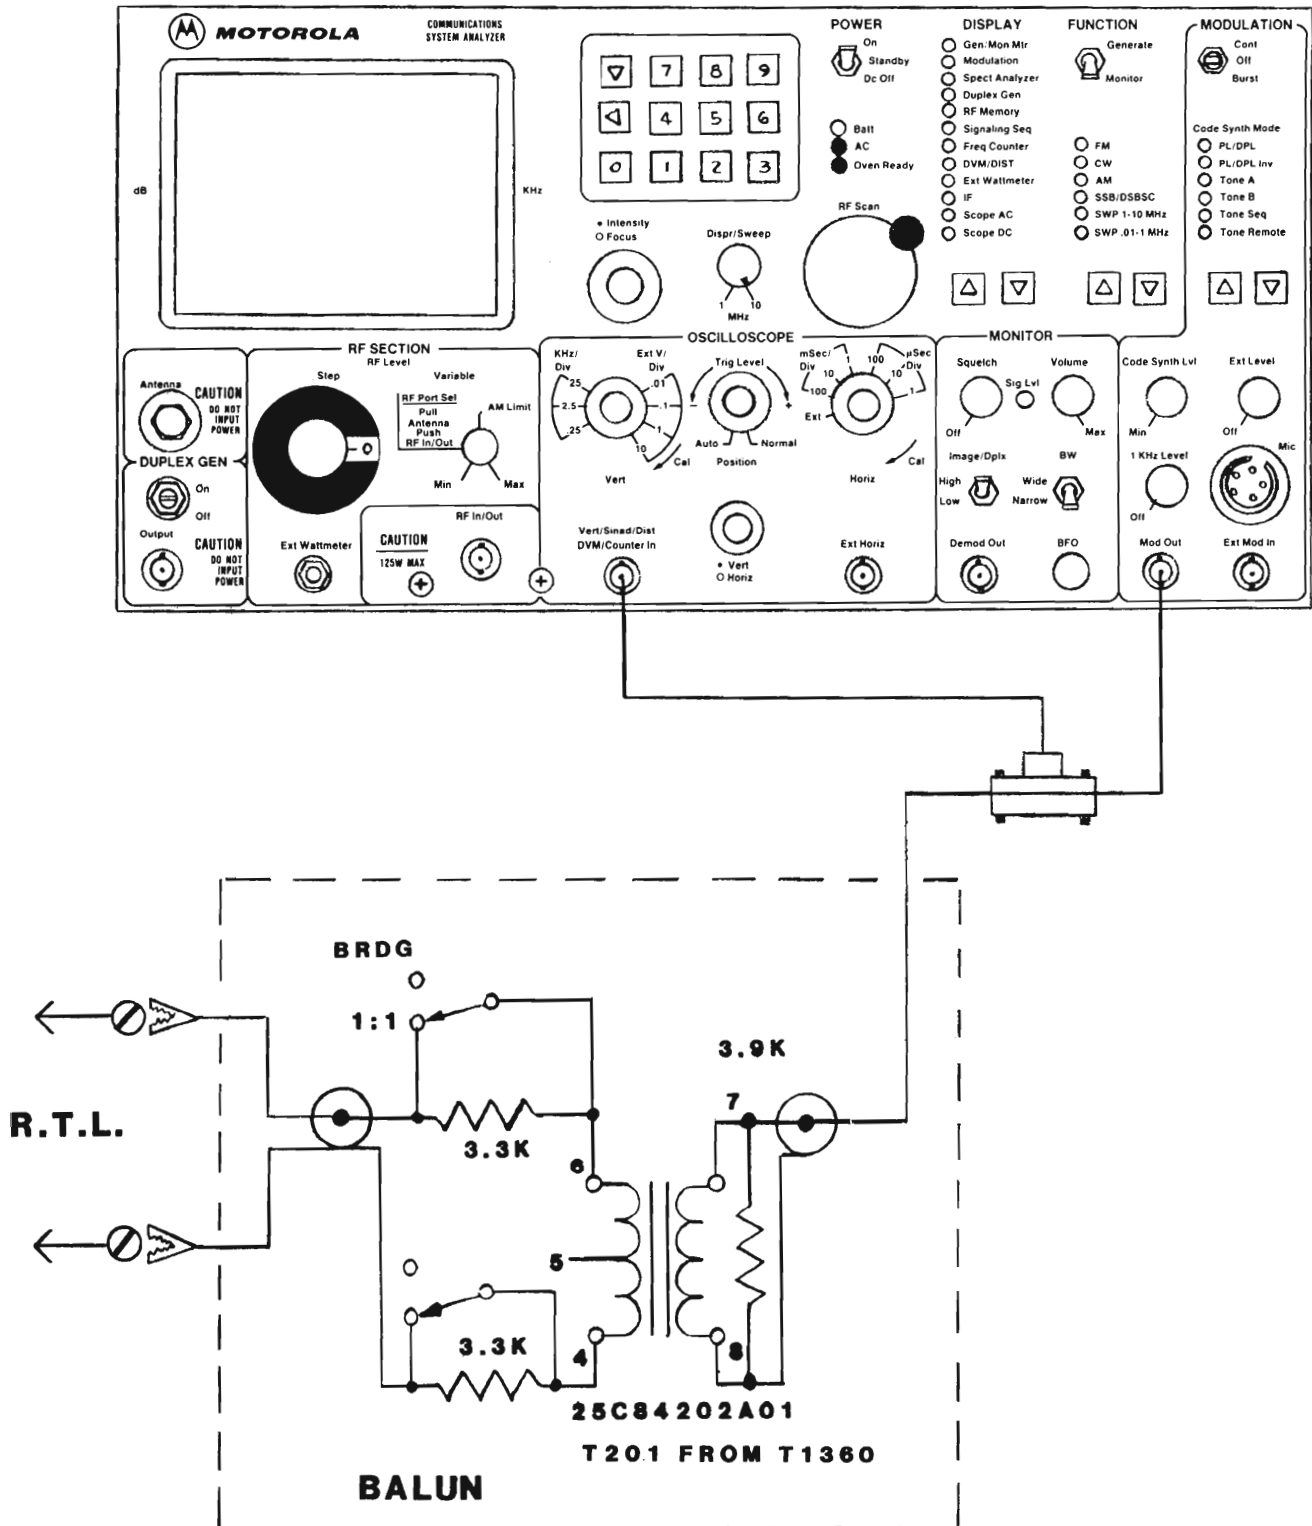 MOTOROLA
COMMUNICATIONS
SYSTEM ANALYZER
dB
KHz
7 8 9
4 5 6
0 1 2 3
• Intensity
○ Focus
Dispr/Sweep
1 10
MHz
POWER
On
Standby
Dc Off
Batt
AC
Oven Ready
RF Scan
DISPLAY
Gen/Mon Mtr
Modulation
Spect Analyzer
Duplex Gen
RF Memory
Signaling Seq
Freq Counter
DVM/DIST
Ext Wattmeter
IF
Scope AC
Scope DC
FUNCTION
Generate
Monitor
FM
CW
AM
SSB/DSBSC
SWP 1-10 MHz
SWP .01-1 MHz
MODULATION
Cont
Off
Burst
Code Synth Mode
PL/DPL
PL/DPL Inv
Tone A
Tone B
Tone Seq
Tone Remote
Antenna
CAUTION
DO NOT
INPUT
POWER
DUPLEX GEN
On
Off
Output
CAUTION
DO NOT
INPUT
POWER
RF SECTION
RF Level
Step
Variable
RF Port Sel
Pull
Antenna
Push
RF In/Out
AM Limit
Min
Max
Ext Wattmeter
CAUTION
125W MAX
RF In/Out
OSCILLOSCOPE
KHz/
Div
25
2.5
.25
Ext V/
Div
.01
.1
1
10
Cal
Vert
Trig Level
− +
Auto
Normal
Position
mSec/
Div
1
10
100
Ext
µSec
Div
100
10
1
Cal
Horiz
Vert/Sinad/Dist
DVM/Counter In
• Vert
○ Horiz
Ext Horiz
MONITOR
Squelch
Off
Sig Lvl
Volume
Max
Image/Dplx
High
Low
BW
Wide
Narrow
Demod Out
BFO
Code Synth Lvl
Min
Ext Level
Off
1 KHz Level
Off
Mic
Mod Out
Ext Mod In
BRDG
1:1
3.9K
7
R.T.L.
3.3K
6
5
3.3K
4
8
25C84202A01
T201 FROM T1360
BALUN